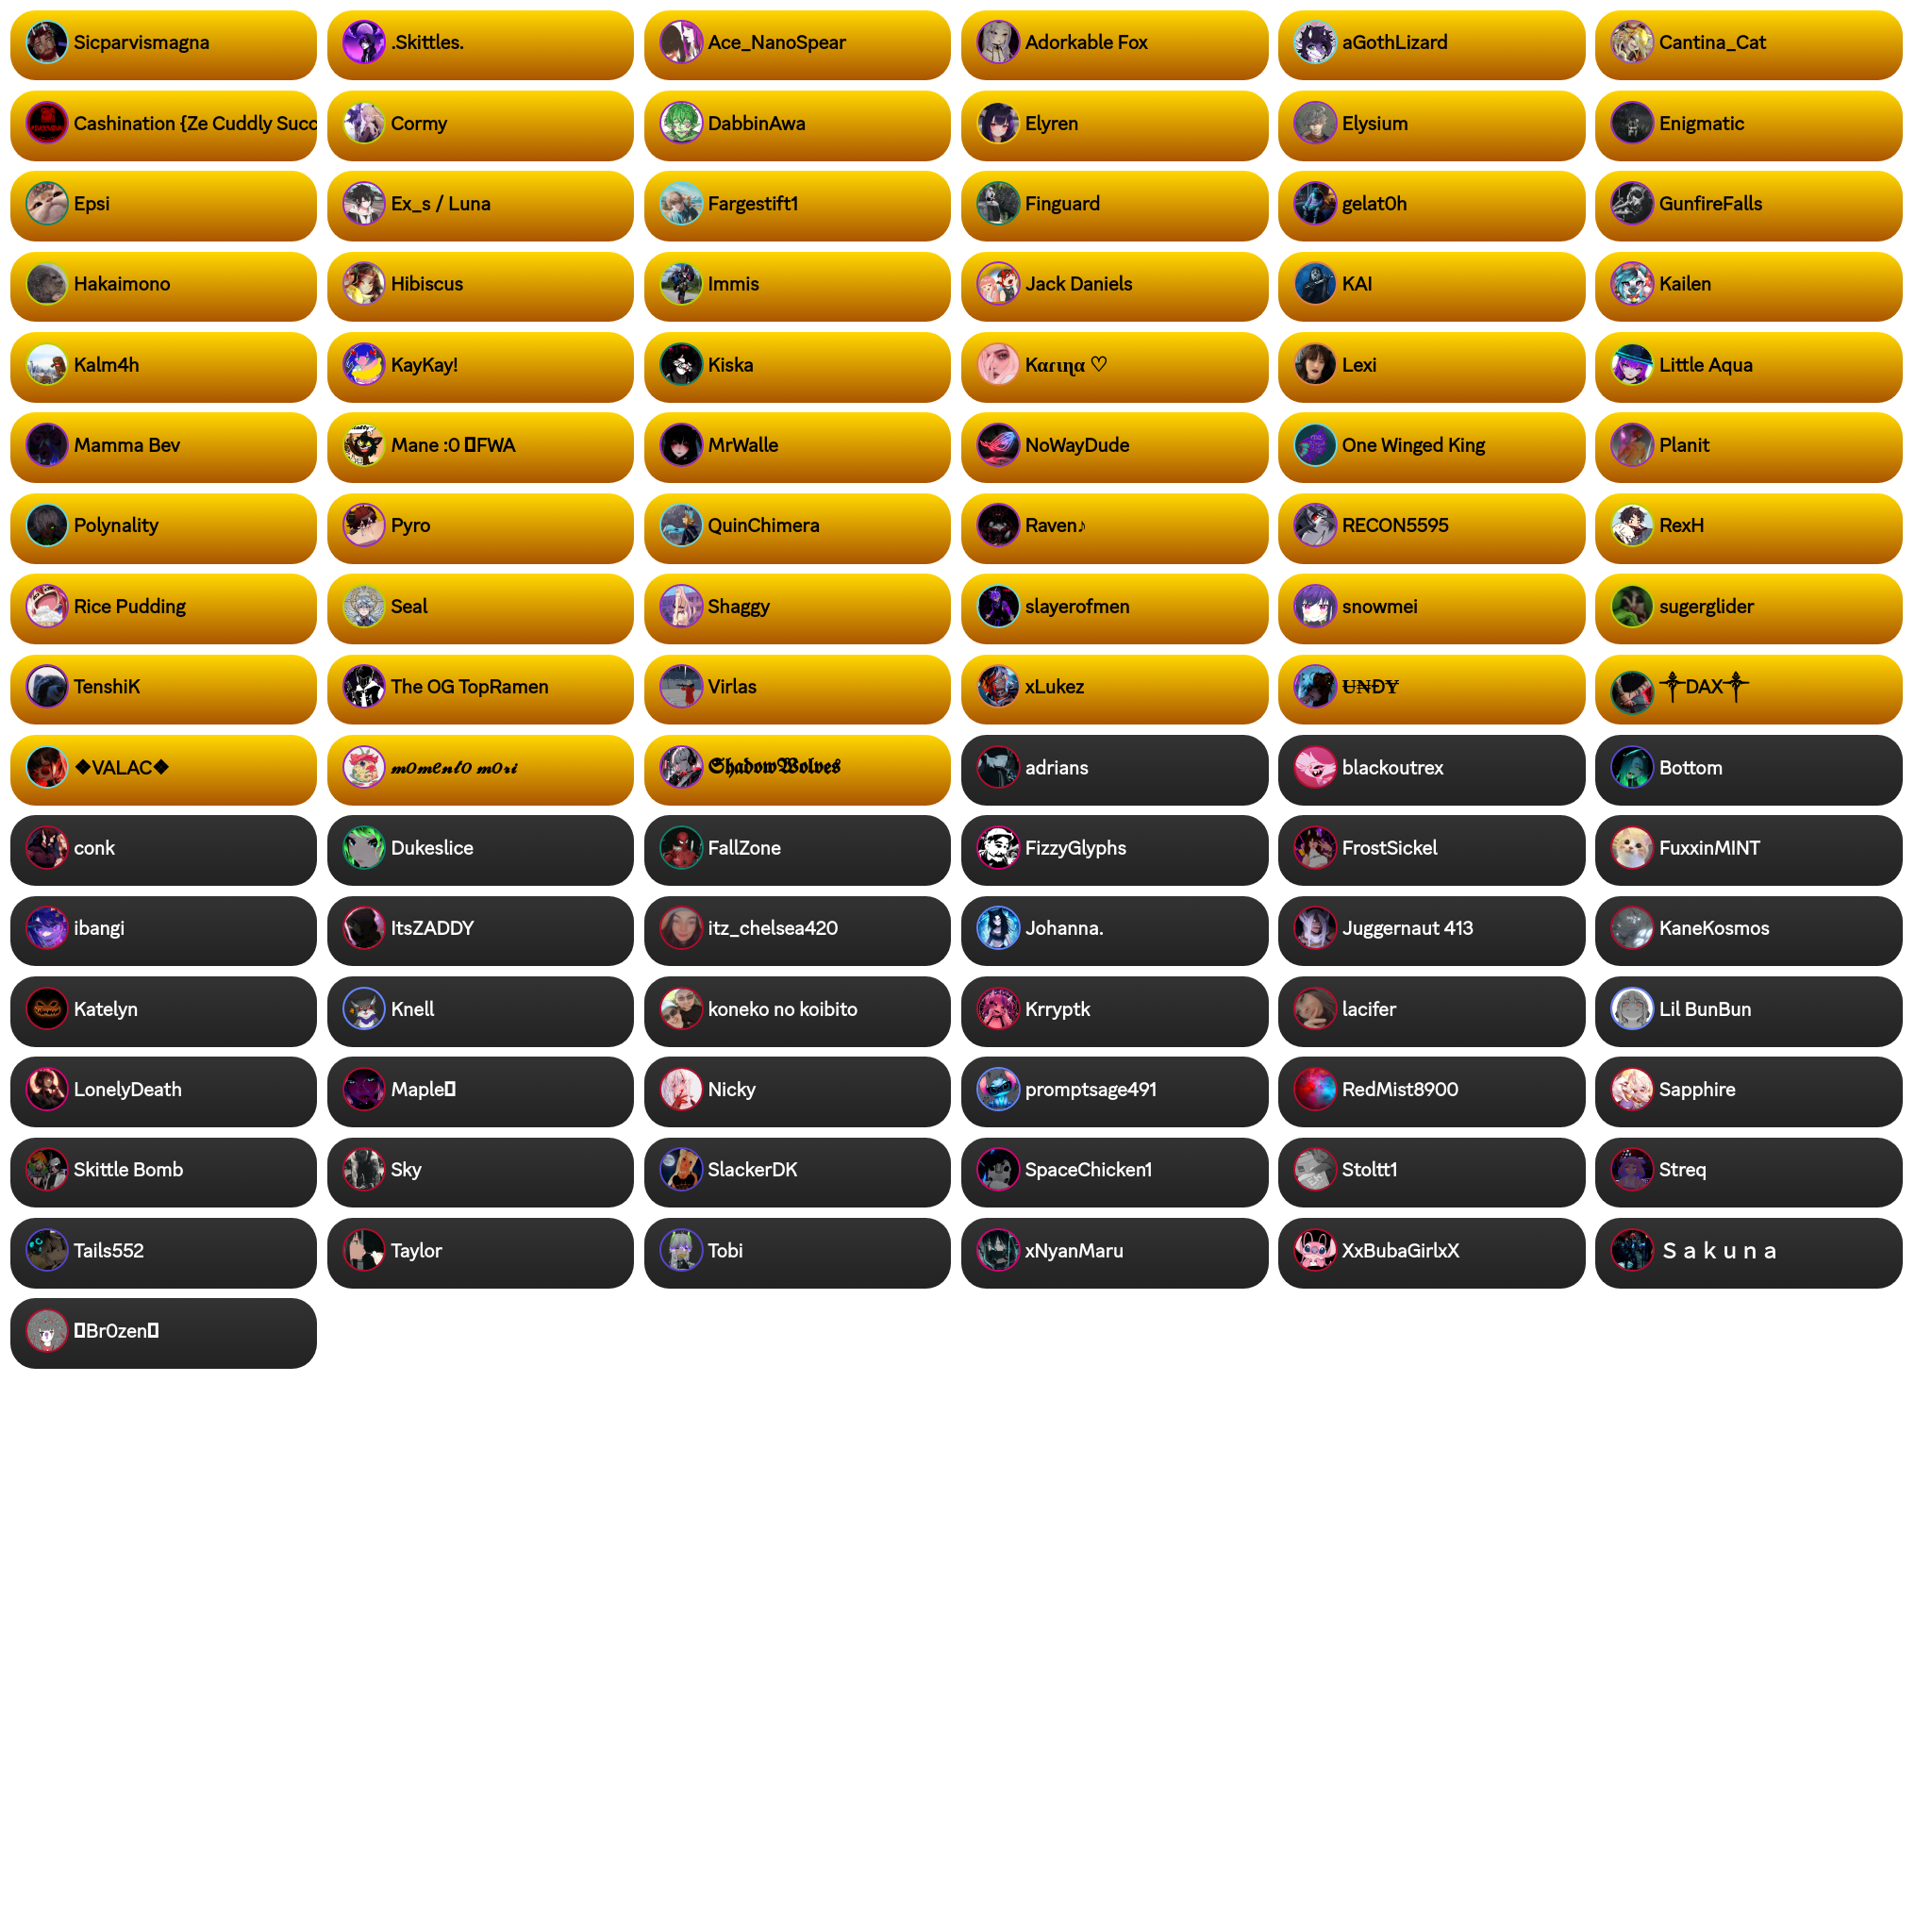 Sicparvismagna
.Skittles.
Ace_NanoSpear
Adorkable Fox
aGothLizard
Cantina_Cat
Cashination {Ze Cuddly Succ
Cormy
DabbinAwa
Elyren
Elysium
Enigmatic
Epsi
Ex_s / Luna
Fargestift1
Finguard
gelat0h
GunfireFalls
Hakaimono
Hibiscus
Immis
Jack Daniels
KAI
Kailen
Kalm4h
KayKay!
Kiska
Kαɾιɳα ♡
Lexi
Little Aqua
Mamma Bev
Mane :0 FWA
MrWalle
NoWayDude
One Winged King
Planit
Polynality
Pyro
QuinChimera
Raven♪
RECON5595
RexH
Rice Pudding
Seal
Shaggy
slayerofmen
snowmei
sugerglider
TenshiK
The OG TopRamen
Virlas
xLukez
U̶N̶DY̶
⸸DAX⸸
❖VALAC❖
𝓶𝓸𝓶𝓮𝓷𝓽𝓸 𝓶𝓸𝓻𝓲
𝕾𝖍𝖆𝖉𝖔𝖜𝖂𝖔𝖑𝖛𝖊𝖘
adrians
blackoutrex
Bottom
conk
Dukeslice
FallZone
FizzyGlyphs
FrostSickel
FuxxinMINT
ibangi
ItsZADDY
itz_chelsea420
Johanna.
Juggernaut 413
KaneKosmos
Katelyn
Knell
koneko no koibito
Krryptk
lacifer
Lil BunBun
LonelyDeath
Maple
Nicky
promptsage491
RedMist8900
Sapphire
Skittle Bomb
Sky
SlackerDK
SpaceChicken1
Stoltt1
Streq
Tails552
Taylor
Tobi
xNyanMaru
XxBubaGirlxX
Ｓａｋｕｎａ
Br0zen